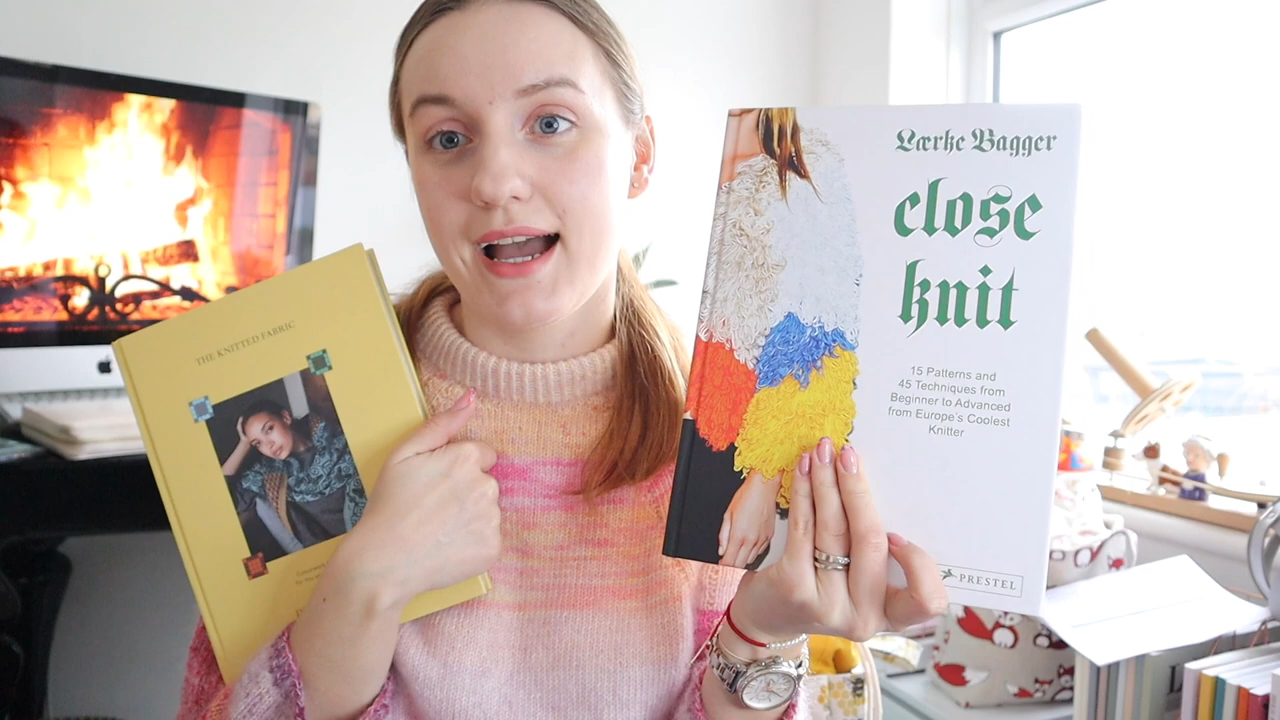 THE KNITTED FABRIC
Lærke Bagger
close
knit
15 Patterns and
45 Techniques from
Beginner to Advanced
from Europe's Coolest
Knitter
PRESTEL